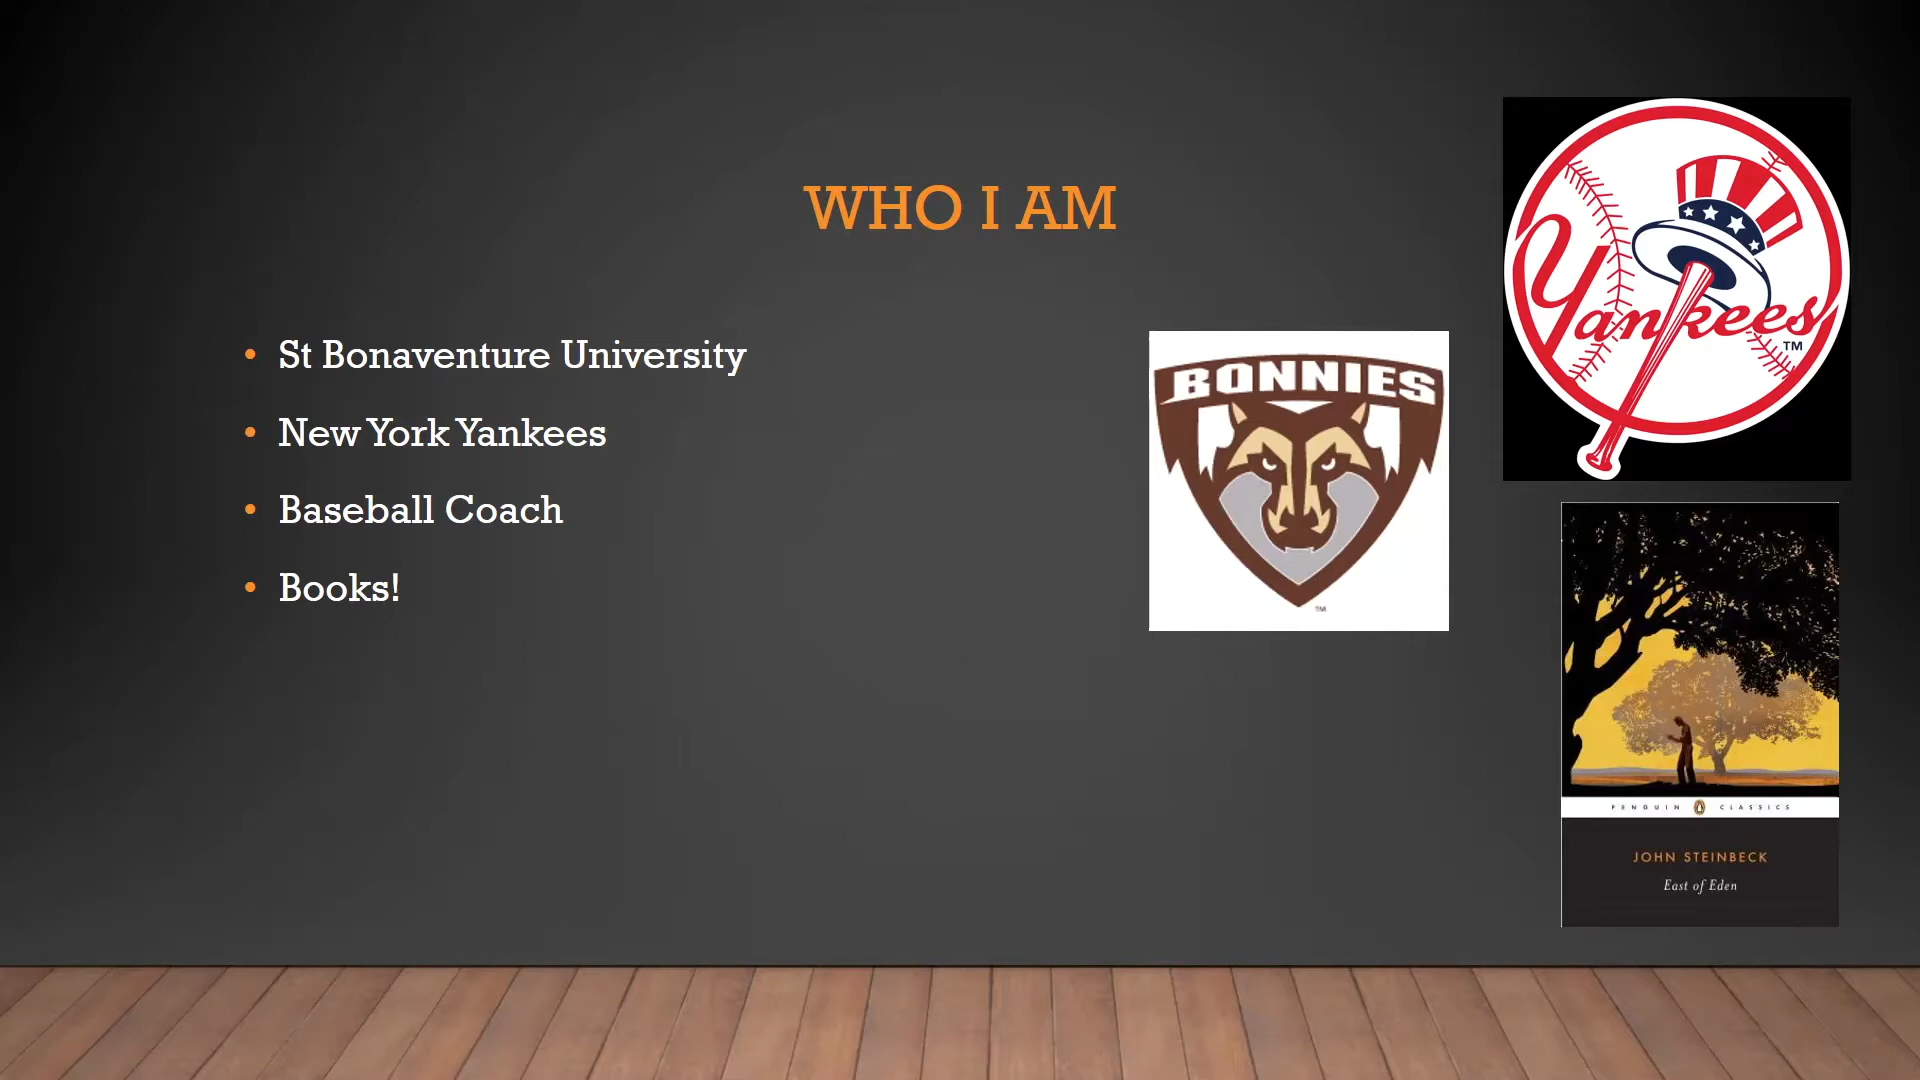 WHO I AM
• St Bonaventure University
• New York Yankees
• Baseball Coach
• Books!
BONNIES
TM
Yankees
TM
PENGUIN CLASSICS
JOHN STEINBECK
East of Eden